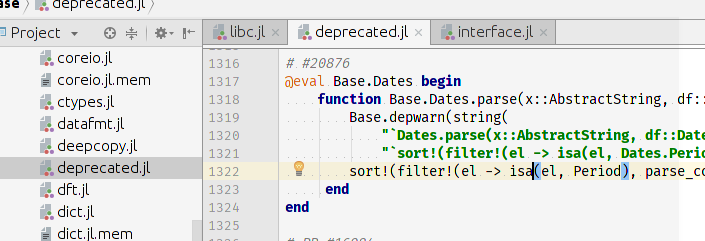 ase deprecated.jl
Project
libc.jl deprecated.jl interface.jl
coreio.jl
coreio.jl.mem
ctypes.jl
datafmt.jl
deepcopy.jl
deprecated.jl
dft.jl
dict.jl
dict.jl.mem
1316 # #20876
1317 @eval Base.Dates begin
1318 function Base.Dates.parse(x::AbstractString, df::
1319 Base.depwarn(string(
1320 "`Dates.parse(x::AbstractString, df::Date
1321 "`sort!(filter!(el -> isa(el, Dates.Perio
1322 sort!(filter!(el -> isa(el, Period), parse_co
1323 end
1324 end
1325